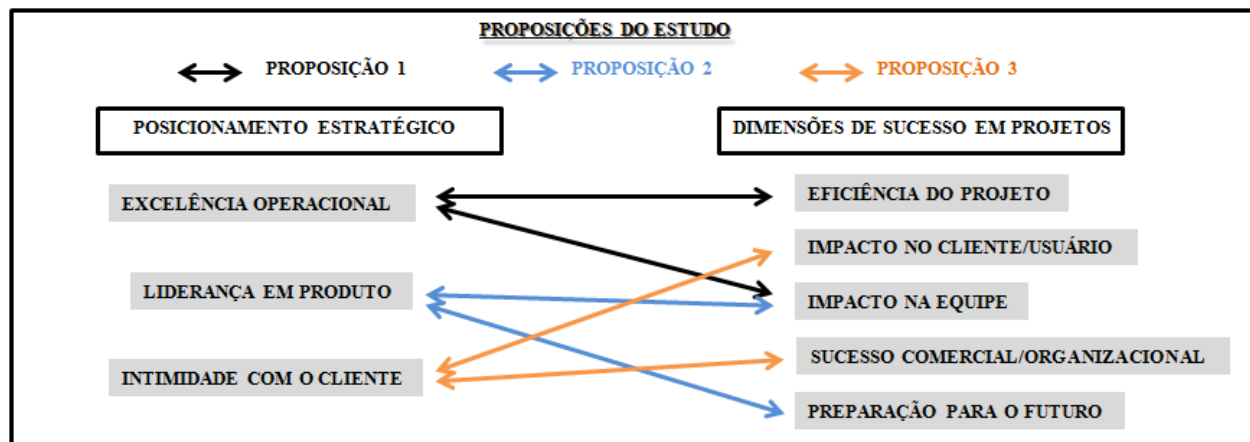 PROPOSIÇÕES DO ESTUDO
PROPOSIÇÃO 1
PROPOSIÇÃO 2
PROPOSIÇÃO 3
POSICIONAMENTO ESTRATÉGICO
DIMENSÕES DE SUCESSO EM PROJETOS
EXCELÊNCIA OPERACIONAL
LIDERANÇA EM PRODUTO
INTIMIDADE COM O CLIENTE
EFICIÊNCIA DO PROJETO
IMPACTO NO CLIENTE/USUÁRIO
IMPACTO NA EQUIPE
SUCESSO COMERCIAL/ORGANIZACIONAL
PREPARAÇÃO PARA O FUTURO